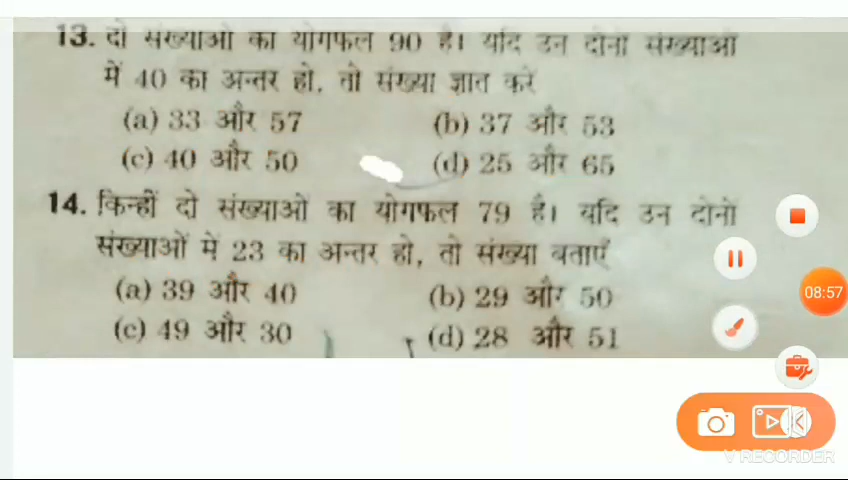 13. दो संख्याओं का योगफल 90 है। यदि उन दोनों संख्याओं
में 40 का अन्तर हो, तो संख्या ज्ञात करें
(a) 33 और 57 (b) 37 और 53
(c) 40 और 50 (d) 25 और 65
14. किन्हीं दो संख्याओं का योगफल 79 है। यदि उन दोनों
संख्याओं में 23 का अन्तर हो, तो संख्या बताएँ
(a) 39 और 40 (b) 29 और 50
(c) 49 और 30 (d) 28 और 51
08:57
V RECORDER